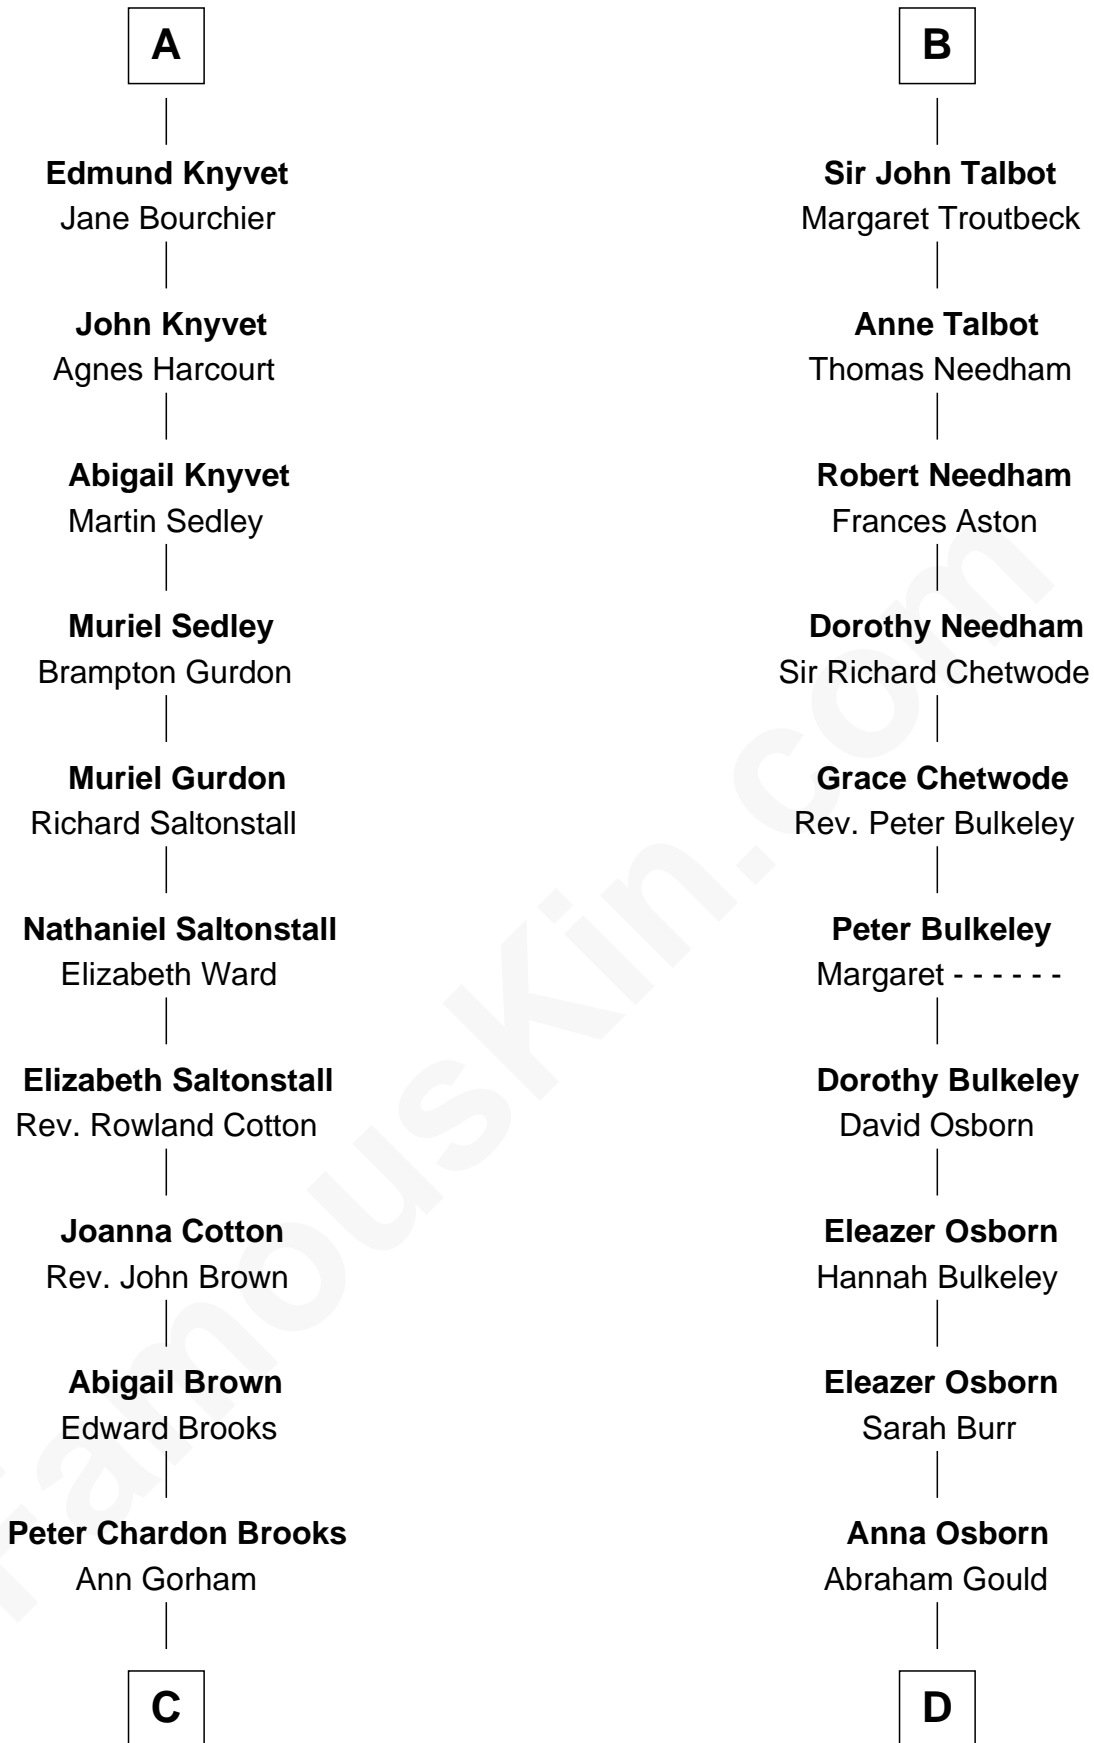 A
Edmund Knyvet
Jane Bourchier
John Knyvet
Agnes Harcourt
Abigail Knyvet
Martin Sedley
Muriel Sedley
Brampton Gurdon
Muriel Gurdon
Richard Saltonstall
Nathaniel Saltonstall
Elizabeth Ward
Elizabeth Saltonstall
Rev. Rowland Cotton
Joanna Cotton
Rev. John Brown
Abigail Brown
Edward Brooks
Peter Chardon Brooks
Ann Gorham
C
B
Sir John Talbot
Margaret Troutbeck
Anne Talbot
Thomas Needham
Robert Needham
Frances Aston
Dorothy Needham
Sir Richard Chetwode
Grace Chetwode
Rev. Peter Bulkeley
Peter Bulkeley
Margaret - - - - - -
Dorothy Bulkeley
David Osborn
Eleazer Osborn
Hannah Bulkeley
Eleazer Osborn
Sarah Burr
Anna Osborn
Abraham Gould
D
FamousKin.com